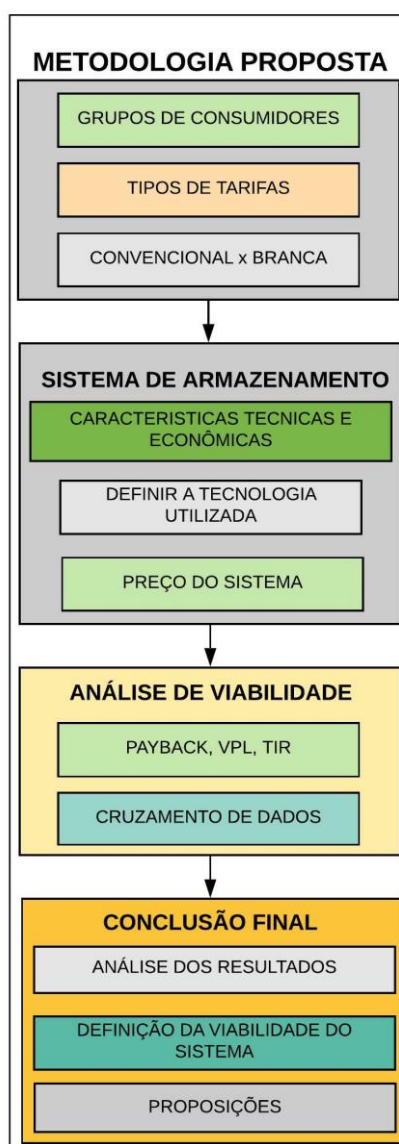 METODOLOGIA PROPOSTA
GRUPOS DE CONSUMIDORES
TIPOS DE TARIFAS
CONVENCIONAL x BRANCA
SISTEMA DE ARMAZENAMENTO
CARACTERISTICAS TECNICAS E
ECONÔMICAS
DEFINIR A TECNOLOGIA
UTILIZADA
PREÇO DO SISTEMA
ANÁLISE DE VIABILIDADE
PAYBACK, VPL, TIR
CRUZAMENTO DE DADOS
CONCLUSÃO FINAL
ANÁLISE DOS RESULTADOS
DEFINIÇÃO DA VIABILIDADE DO
SISTEMA
PROPOSIÇÕES